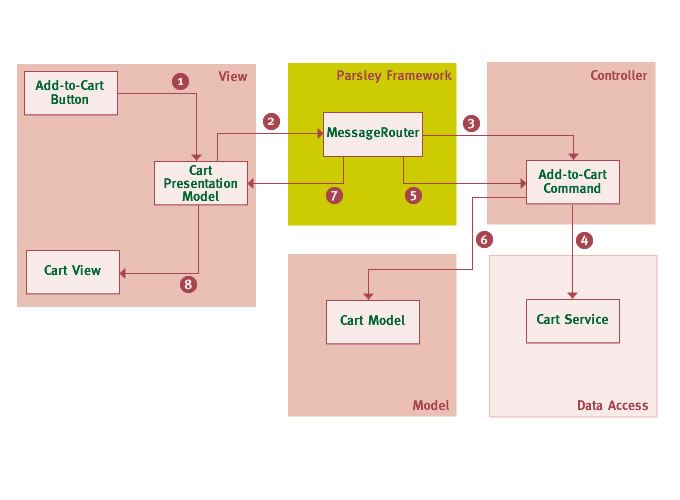 View
Add-to-Cart
Button
1
Cart
Presentation
Model
Cart View
8
2
Parsley Framework
MessageRouter
7
5
3
Controller
Add-to-Cart
Command
6
4
Cart Model
Model
Cart Service
Data Access